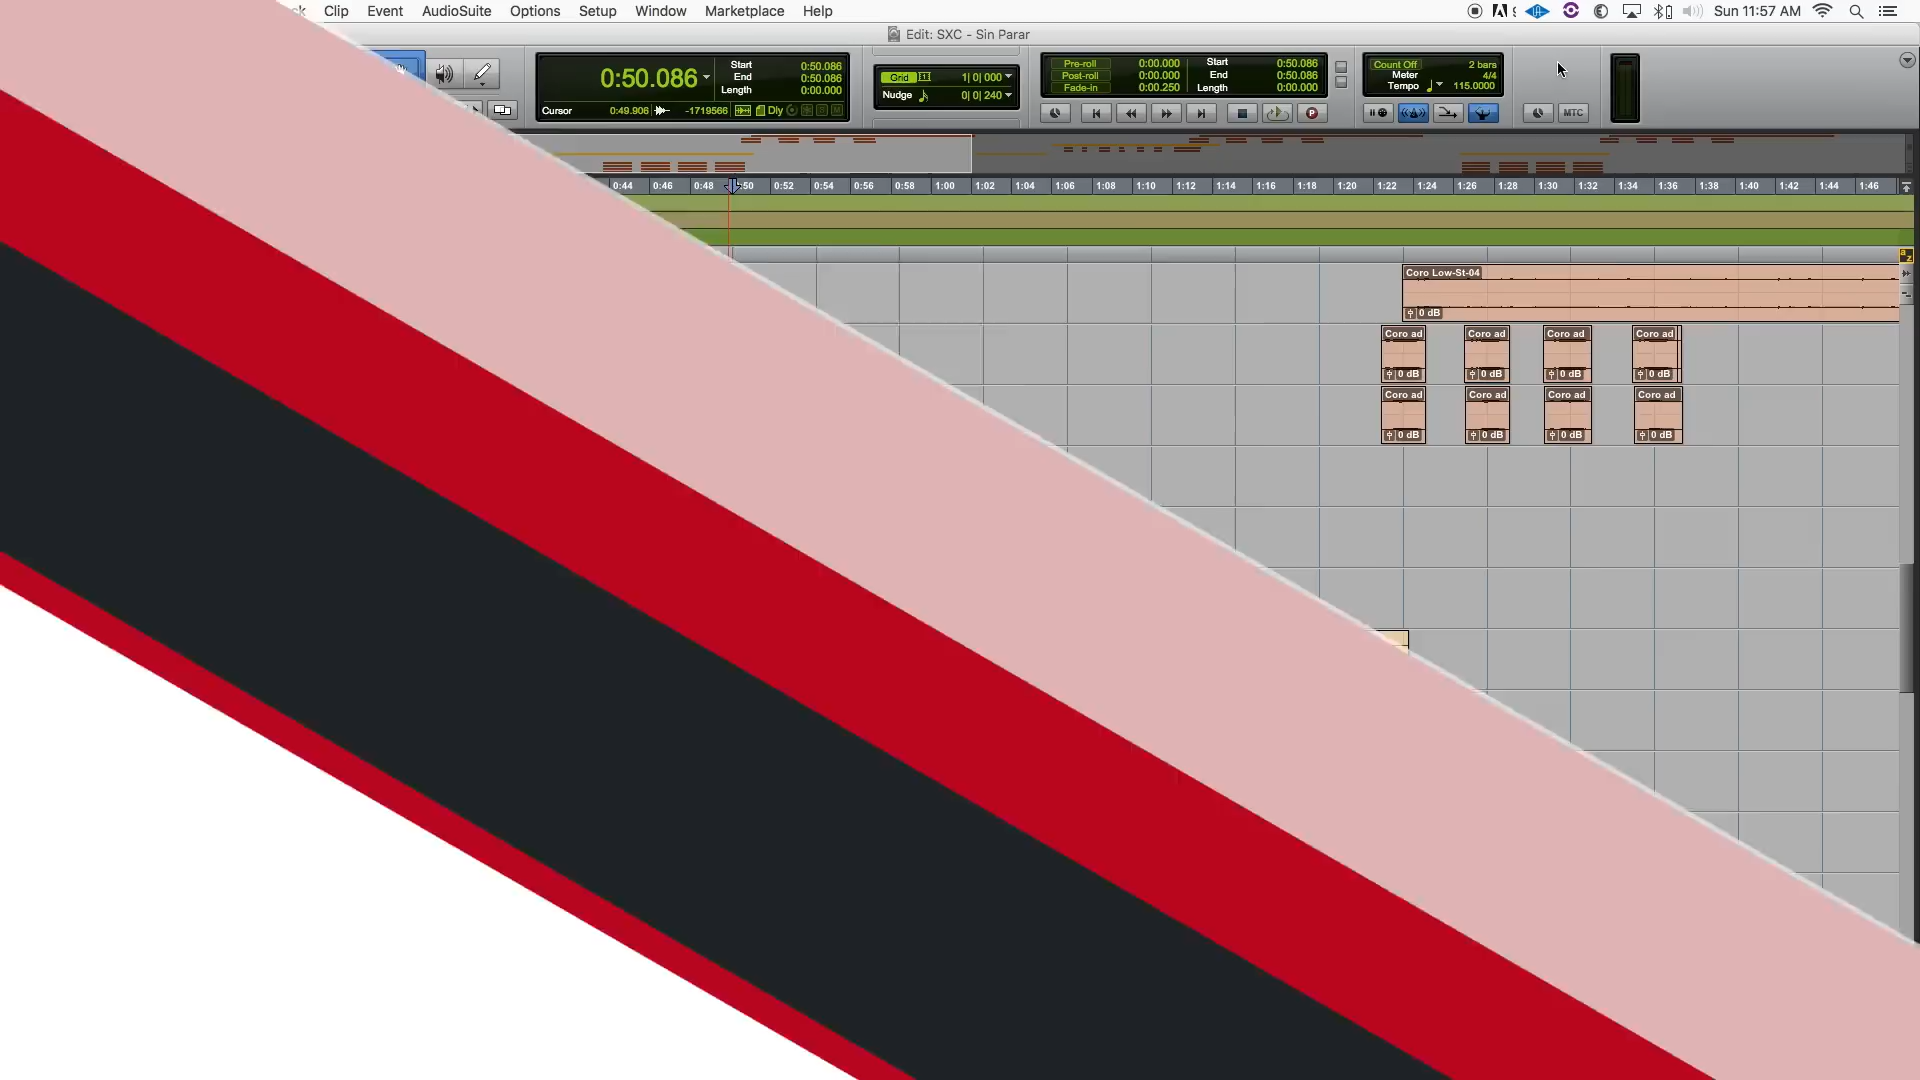 Clip Event AudioSuite Options Setup Window Marketplace Help
Sun 11:57 AM
Edit: SXC - Sin Parar
0:50.086
Start 0:50.086
End 0:50.086
Length 0:00.000
Cursor 0:49.906 -1719566 Dly
Grid 1| 0| 000
Nudge 0| 0| 240
Pre-roll 0:00.000 Start 0:50.086
Post-roll 0:00.000 End 0:50.086
Fade-in 0:00.250 Length 0:00.000
Count Off 2 bars
Meter 4/4
Tempo 115.0000
MTC
0:44 0:46 0:48 0:50 0:52 0:54 0:56 0:58 1:00 1:02 1:04 1:06 1:08 1:10 1:12 1:14 1:16 1:18 1:20 1:22 1:24 1:26 1:28 1:30 1:32 1:34 1:36 1:38 1:40 1:42 1:44 1:46
Coro Low-St-04
0 dB
Coro ad Coro ad Coro ad Coro ad
0 dB 0 dB 0 dB 0 dB
Coro ad Coro ad Coro ad Coro ad
0 dB 0 dB 0 dB 0 dB